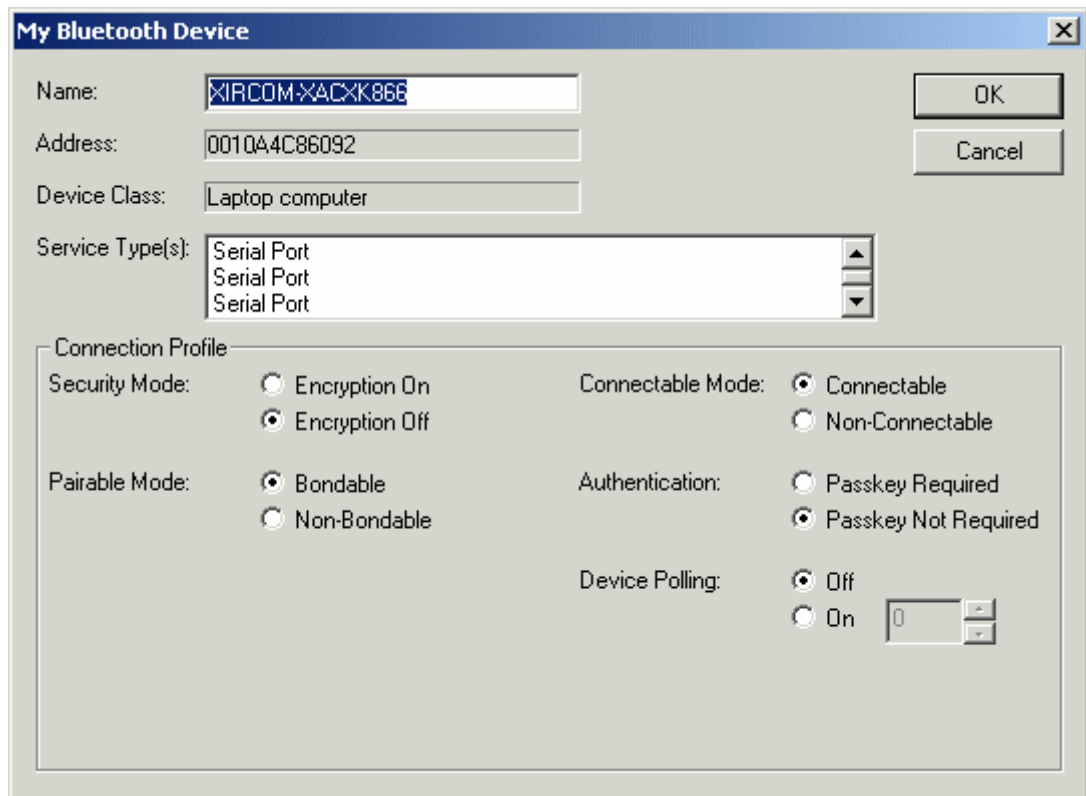 My Bluetooth Device
Name: XIRCOM-XACXK866 OK
Address: 0010A4C86092 Cancel
Device Class: Laptop computer
Service Type(s): Serial Port
Serial Port
Serial Port
Connection Profile
Security Mode: Encryption On Connectable Mode: Connectable
Encryption Off Non-Connectable
Pairable Mode: Bondable Authentication: Passkey Required
Non-Bondable Passkey Not Required
Device Polling: Off
On 0